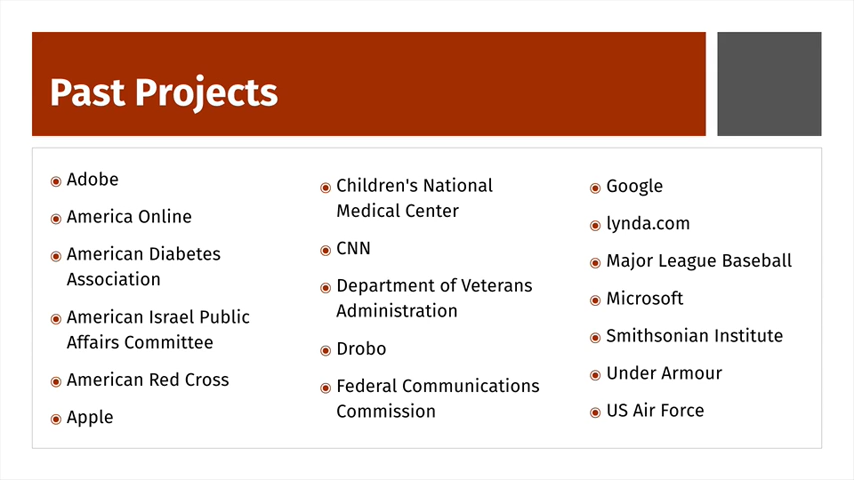 Past Projects
Adobe
America Online
American Diabetes
Association
American Israel Public
Affairs Committee
American Red Cross
Apple
Children's National
Medical Center
CNN
Department of Veterans
Administration
Drobo
Federal Communications
Commission
Google
lynda.com
Major League Baseball
Microsoft
Smithsonian Institute
Under Armour
US Air Force